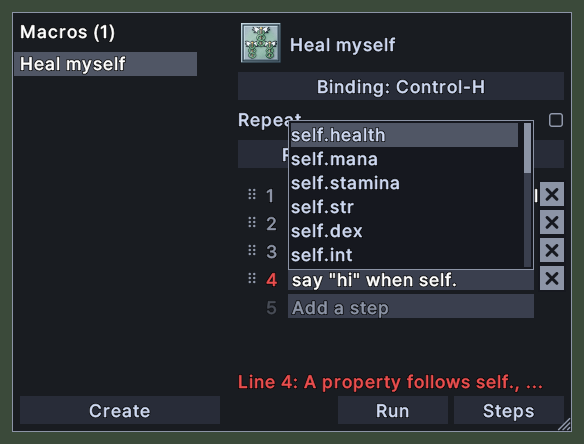 Macros (1)
Heal myself
Heal myself
Binding: Control-H
Repeat
self.health
self.mana
self.stamina
self.str
self.dex
self.int
1
2
3
4 say "hi" when self.
5 Add a step
Line 4: A property follows self., ...
Create
Run
Steps